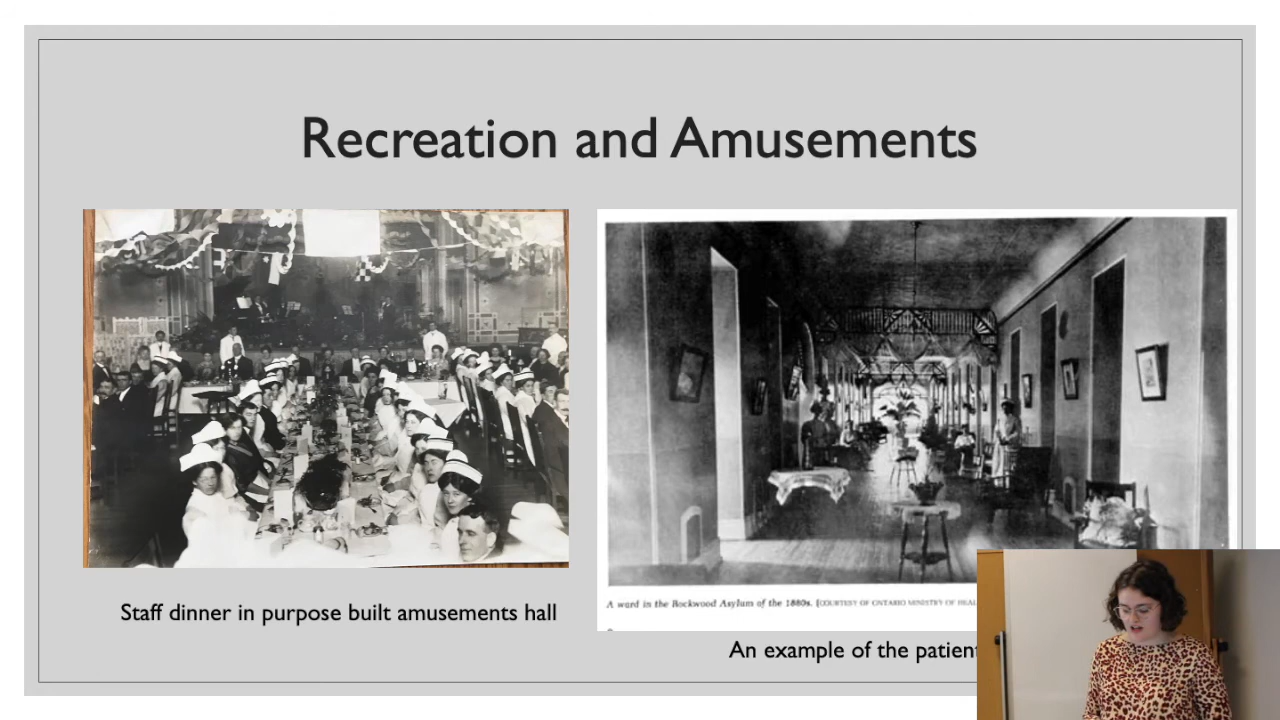 Recreation and Amusements
A ward in the Rockwood Asylum of the 1880s. [COURTESY OF ONTARIO MINISTRY OF HEAL
Staff dinner in purpose built amusements hall
An example of the patient